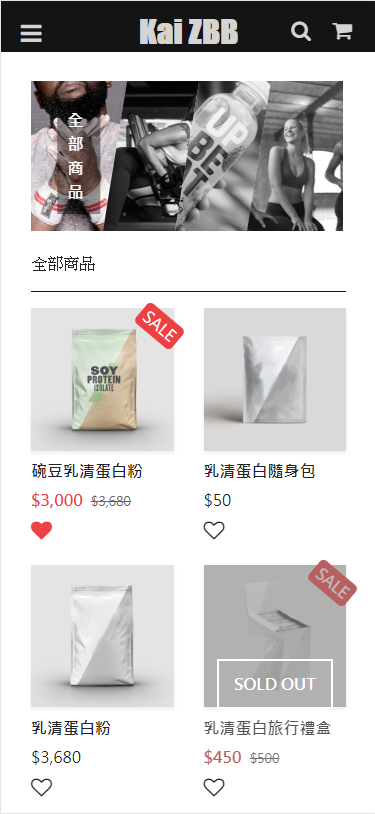 Kai ZBB
全部商品
UP
BE
全部商品
SALE
SOY
PROTEIN
ISOLATE
碗豆乳清蛋白粉
$3,000 $3,680
乳清蛋白隨身包
$50
SALE
SOLD OUT
乳清蛋白粉
$3,680
乳清蛋白旅行禮盒
$450 $500